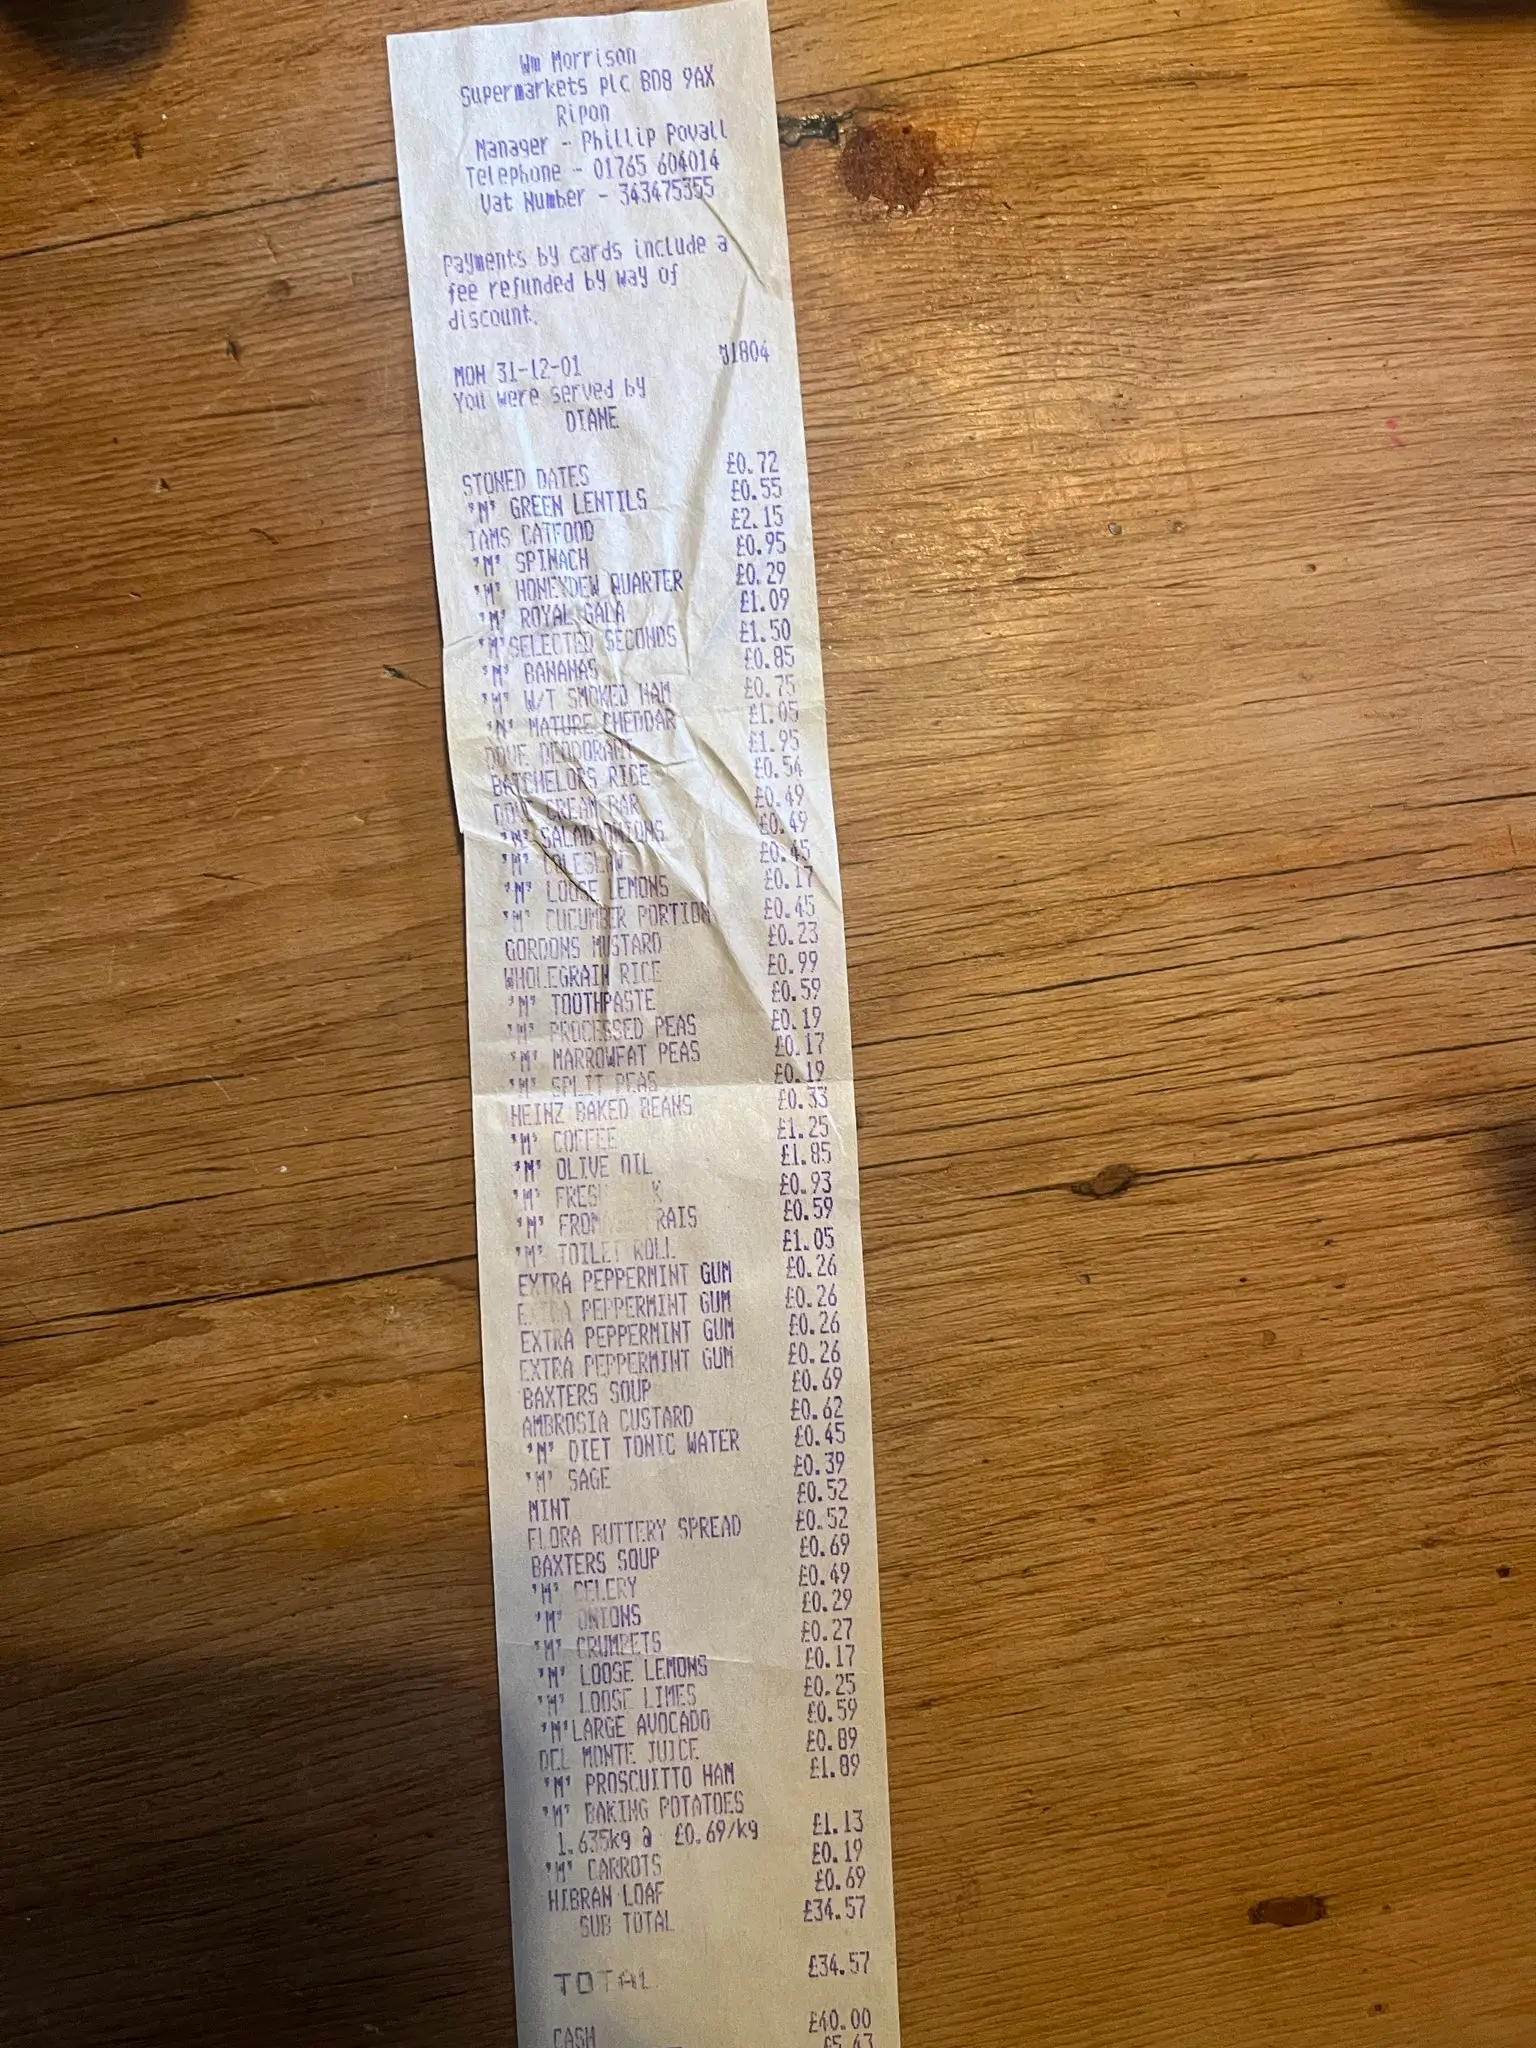 Wm Morrison
Supermarkets plc BD8 9AX
Ripon
Manager - Phillip Povall
Telephone - 01765 604014
Vat Number - 343475355
Payments by cards include a
fee refunded by way of
discount.
MON 31-12-01 1804
You were served by
DIANE
STONED DATES £0.72
'M' GREEN LENTILS £0.55
IAMS CATFOOD £2.15
'M' SPINACH £0.95
'M' HONEYDEW QUARTER £0.29
'M' ROYAL GALA £1.09
'M'SELECTED SECONDS £1.50
'M' BANANAS £0.85
'M' W/T SMOKED HAM £0.75
'M' MATURE CHEDDAR £1.05
DOVE DEODORANT £1.95
BATCHELORS RICE £0.54
DOVE CREAM BAR £0.49
'M' SALAD ONIONS £0.49
'M' COLESLAW £0.45
'M' LOOSE LEMONS £0.17
'M' CUCUMBER PORTION £0.45
GORDONS MUSTARD £0.23
WHOLEGRAIN RICE £0.99
'M' TOOTHPASTE £0.59
'M' PROCESSED PEAS £0.19
'M' MARROWFAT PEAS £0.17
'M' SPLIT PEAS £0.19
HEINZ BAKED BEANS £0.33
'M' COFFEE £1.25
'M' OLIVE OIL £1.85
'M' £0.93
'M' FROMAGE FRAIS £0.59
'M' TOILET ROLL £1.05
EXTRA PEPPERMINT GUM £0.26
EXTRA PEPPERMINT GUM £0.26
EXTRA PEPPERMINT GUM £0.26
EXTRA PEPPERMINT GUM £0.26
BAXTERS SOUP £0.69
AMBROSIA CUSTARD £0.62
'M' DIET TONIC WATER £0.45
'M' SAGE £0.39
MINT £0.52
FLORA BUTTERY SPREAD £0.52
BAXTERS SOUP £0.69
'M' CELERY £0.49
'M' ONIONS £0.29
'M' CRUMPETS £0.27
'M' LOOSE LEMONS £0.17
'M' LOOSE LIMES £0.25
'M'LARGE AVOCADO £0.59
DEL MONTE JUICE £0.89
'M' PROSCUITTO HAM £1.89
'M' BAKING POTATOES
1.635kg @ £0.69/kg £1.13
'M' CARROTS £0.19
HIBRAN LOAF £0.69
SUB TOTAL £34.57
TOTAL £34.57
CASH £40.00
£5.43